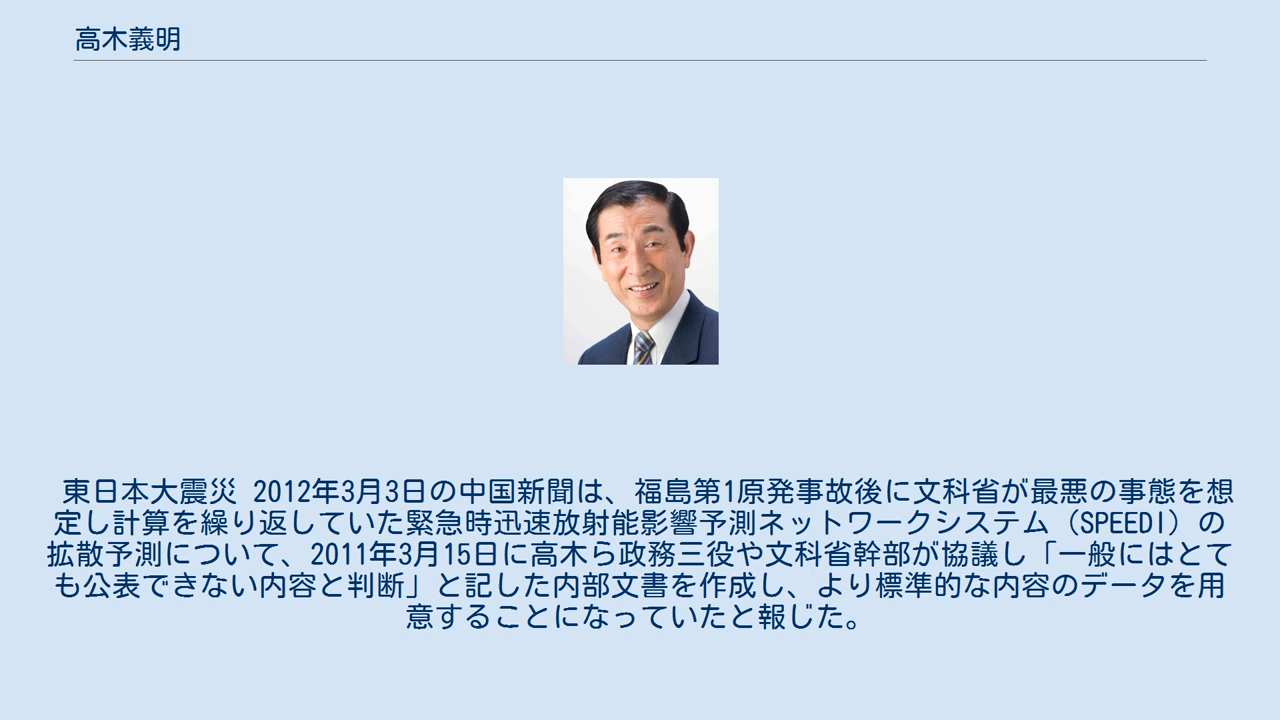 高木義明
東日本大震災 2012年3月3日の中国新聞は、福島第1原発事故後に文科省が最悪の事態を想
定し計算を繰り返していた緊急時迅速放射能影響予測ネットワークシステム（SPEEDI）の
拡散予測について、2011年3月15日に高木ら政務三役や文科省幹部が協議し「一般にはとて
も公表できない内容と判断」と記した内部文書を作成し、より標準的な内容のデータを用
意することになっていたと報じた。